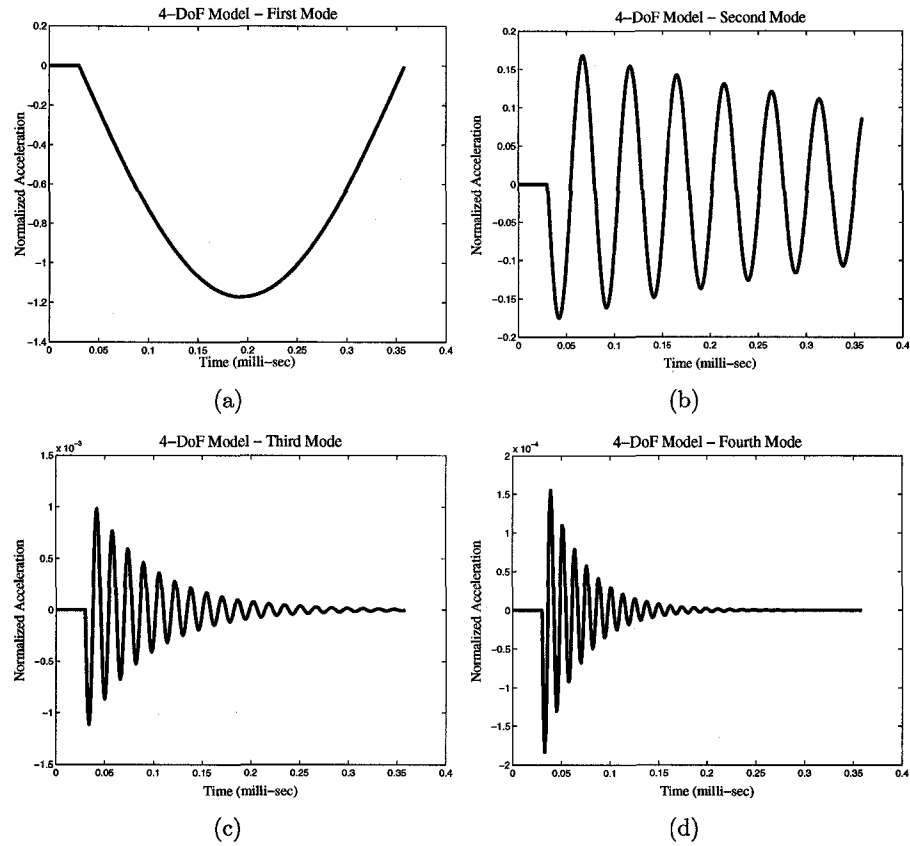 4−DoF Model − First Mode
0.2
0
−0.2
−0.4
−0.6
−0.8
−1
−1.2
−1.4
Normalized Acceleration
0 0.05 0.1 0.15 0.2 0.25 0.3 0.35 0.4
Time (milli-sec)
(a)
4−DoF Model − Second Mode
0.2
0.15
0.1
0.05
0
−0.05
−0.1
−0.15
−0.2
Normalized Acceleration
0 0.05 0.1 0.15 0.2 0.25 0.3 0.35 0.4
Time (milli-sec)
(b)
4−DoF Model − Third Mode
x 10⁻³
1.5
1
0.5
0
−0.5
−1
−1.5
Normalized Acceleration
0 0.05 0.1 0.15 0.2 0.25 0.3 0.35 0.4
Time (milli-sec)
(c)
4−DoF Model − Fourth Mode
x 10⁻⁴
2
1.5
1
0.5
0
−0.5
−1
−1.5
−2
Normalized Acceleration
0 0.05 0.1 0.15 0.2 0.25 0.3 0.35 0.4
Time (milli-sec)
(d)